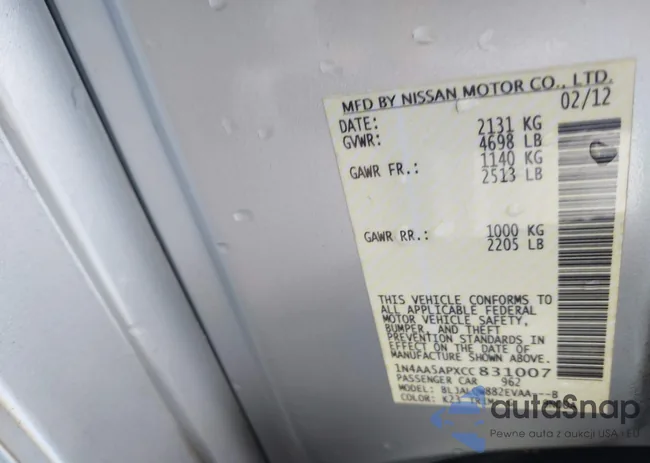 MFD BY NISSAN MOTOR CO., LTD.
DATE: 02/12
GVWR: 2131 KG
4698 LB
GAWR FR.: 1140 KG
2513 LB
GAWR RR.: 1000 KG
2205 LB
THIS VEHICLE CONFORMS TO
ALL APPLICABLE FEDERAL
MOTOR VEHICLE SAFETY,
BUMPER, AND THEFT
PREVENTION STANDARDS IN
EFFECT ON THE DATE OF
MANUFACTURE SHOWN ABOVE.
1N4AA5APXCC831007
PASSENGER CAR 962
MODEL:
COLOR: K23 TRIM
autoSnap
Pewne auta z aukcji USA i EU